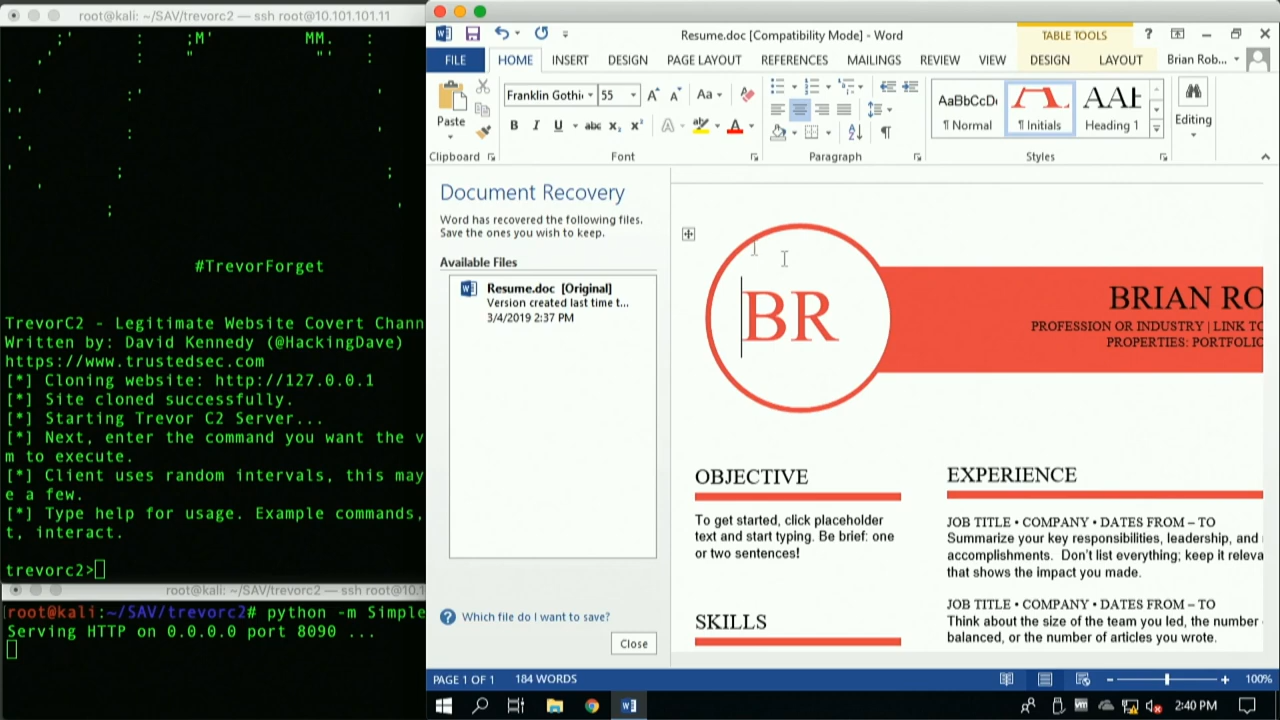 root@kali: ~/SAV/trevorc2 — ssh root@10.101.101.11
#TrevorForget
TrevorC2 - Legitimate Website Covert Chann
Written by: David Kennedy (@HackingDave)
https://www.trustedsec.com
[*] Cloning website: http://127.0.0.1
[*] Site cloned successfully.
[*] Starting Trevor C2 Server...
[*] Next, enter the command you want the v
m to execute.
[*] Client uses random intervals, this may
e a few.
[*] Type help for usage. Example commands,
t, interact.
trevorc2>
root@kali: ~/SAV/trevorc2 — ssh root@10.1
root@kali:~/SAV/trevorc2# python -m Simple
Serving HTTP on 0.0.0.0 port 8090 ...
Resume.doc [Compatibility Mode] - Word
TABLE TOOLS
FILE HOME INSERT DESIGN PAGE LAYOUT REFERENCES MAILINGS REVIEW VIEW DESIGN LAYOUT Brian Rob...
Paste
Franklin Gothi 55
AaBbCcDı AAŁ
¶ Normal ¶ Initials Heading 1
Editing
Clipboard Font Paragraph Styles
Document Recovery
Word has recovered the following files.
Save the ones you wish to keep.
Available Files
Resume.doc [Original]
Version created last time t...
3/4/2019 2:37 PM
Which file do I want to save?
Close
BR
BRIAN RO
PROFESSION OR INDUSTRY | LINK TO
PROPERTIES: PORTFOLIO
OBJECTIVE
To get started, click placeholder
text and start typing. Be brief: one
or two sentences!
SKILLS
EXPERIENCE
JOB TITLE • COMPANY • DATES FROM – TO
Summarize your key responsibilities, leadership, and
accomplishments. Don't list everything; keep it releva
that shows the impact you made.
JOB TITLE • COMPANY • DATES FROM – TO
Think about the size of the team you led, the number
balanced, or the number of articles you wrote.
PAGE 1 OF 1 184 WORDS
100%
2:40 PM